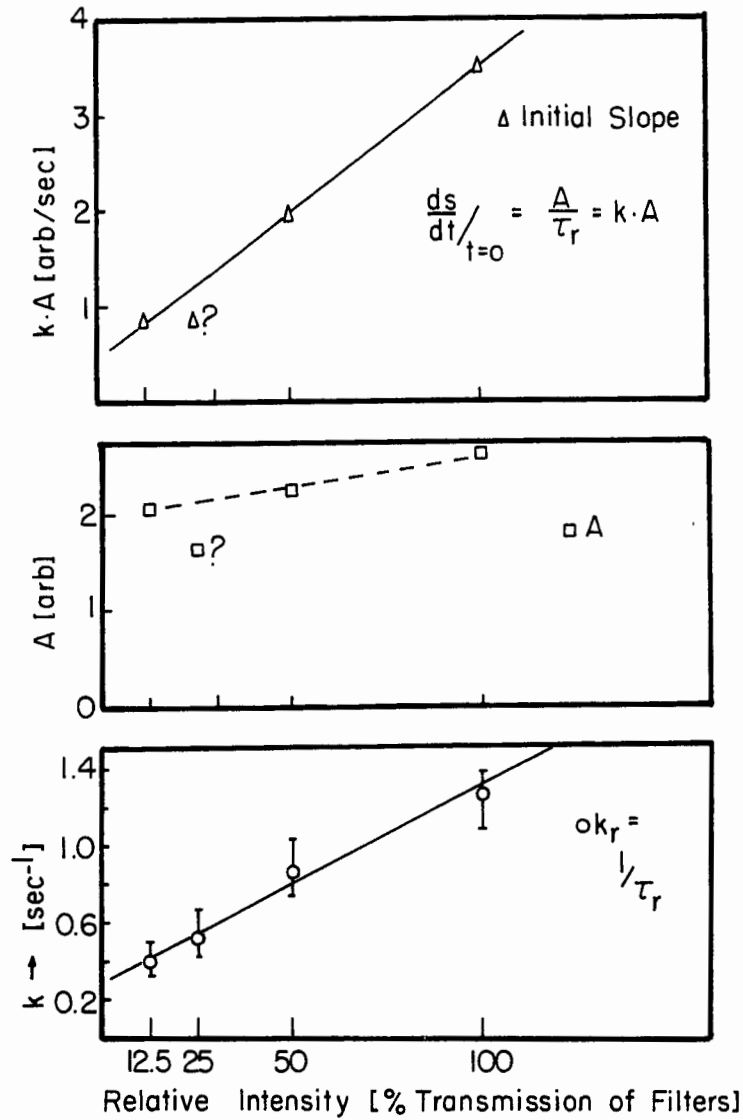 4
3
2
1
k·A [arb/sec]
Δ Initial Slope
ds/dt/t=0 = A/τr = k·A
Δ?
2
1
0
A [arb]
□?
□ A
1.4
1.0
0.6
0.2
k → [sec⁻¹]
○ kr =
1/τr
12.5 25 50 100
Relative Intensity [% Transmission of Filters]